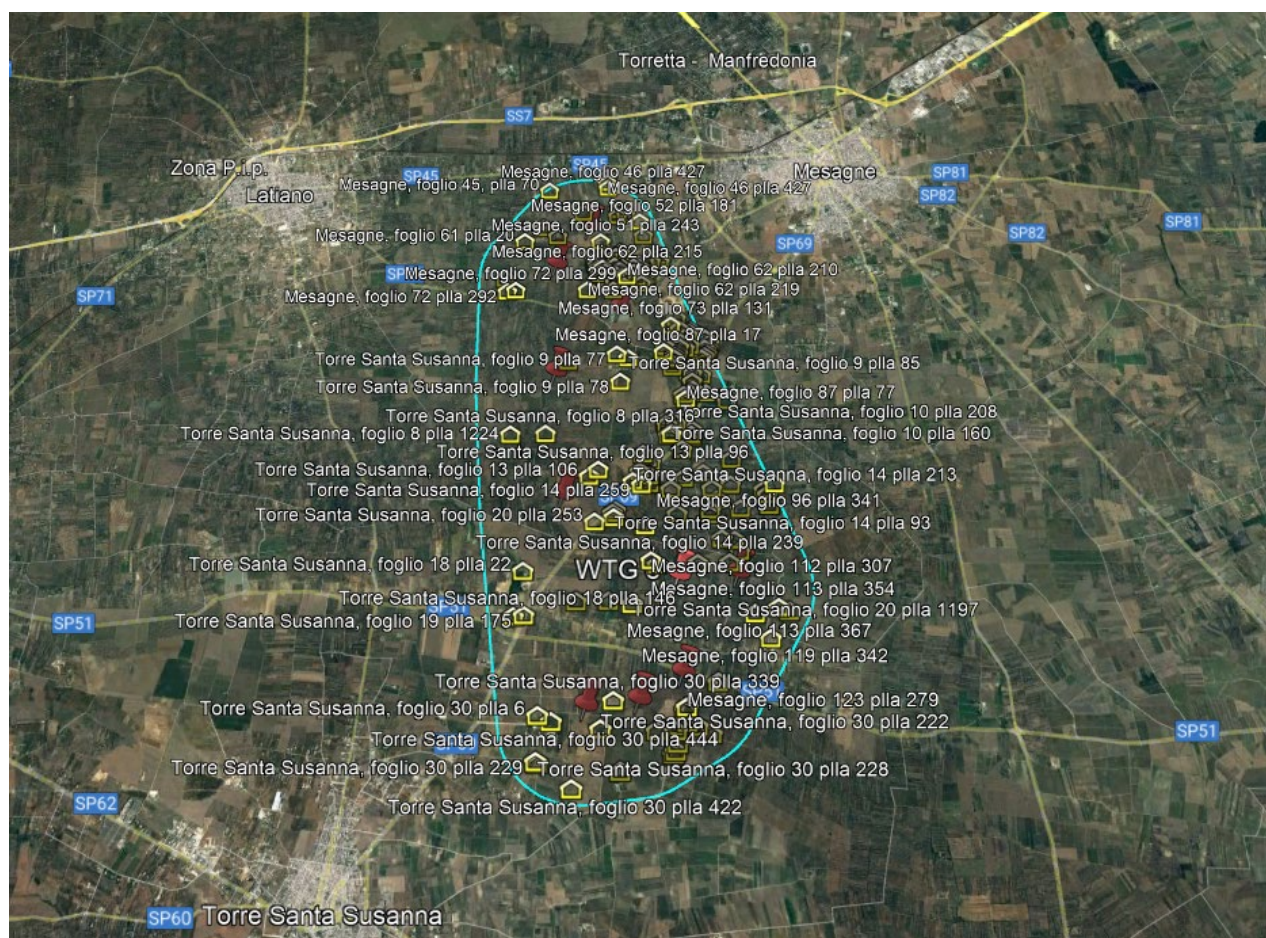 Torretta - Manfredonia
SS7
Zona P.i.p.
SP45
SP45
Mesagne, foglio 46 plla 427
Mesagne
SP81
Latiano
Mesagne, foglio 45, plla 70
Mesagne, foglio 46 plla 427
SP82
Mesagne, foglio 52 plla 181
SP81
Mesagne, foglio 51 plla 243
SP82
Mesagne, foglio 61 plla 20
SP69
Mesagne, foglio 62 plla 215
Mesagne, foglio 72 plla 299
Mesagne, foglio 62 plla 210
SP71
Mesagne, foglio 72 plla 292
Mesagne, foglio 62 plla 219
Mesagne, foglio 73 plla 131
Mesagne, foglio 87 plla 17
Torre Santa Susanna, foglio 9 plla 77
Torre Santa Susanna, foglio 9 plla 85
Torre Santa Susanna, foglio 9 plla 78
Mesagne, foglio 87 plla 77
Torre Santa Susanna, foglio 8 plla 316
Torre Santa Susanna, foglio 10 plla 208
Torre Santa Susanna, foglio 8 plla 1224
Torre Santa Susanna, foglio 10 plla 160
Torre Santa Susanna, foglio 13 plla 96
Torre Santa Susanna, foglio 13 plla 106
Torre Santa Susanna, foglio 14 plla 213
Torre Santa Susanna, foglio 14 plla 259
Mesagne, foglio 96 plla 341
Torre Santa Susanna, foglio 20 plla 253
Torre Santa Susanna, foglio 14 plla 93
Torre Santa Susanna, foglio 14 plla 239
Torre Santa Susanna, foglio 18 plla 22
WTG
Mesagne, foglio 112 plla 307
Mesagne, foglio 113 plla 354
Torre Santa Susanna, foglio 18 plla 146
SP51
Torre Santa Susanna, foglio 20 plla 1197
SP51
Torre Santa Susanna, foglio 19 plla 175
Mesagne, foglio 113 plla 367
Mesagne, foglio 119 plla 342
Torre Santa Susanna, foglio 30 plla 339
Mesagne, foglio 123 plla 279
Torre Santa Susanna, foglio 30 plla 6
Torre Santa Susanna, foglio 30 plla 222
SP51
Torre Santa Susanna, foglio 30 plla 444
Torre Santa Susanna, foglio 30 plla 229
Torre Santa Susanna, foglio 30 plla 228
SP62
Torre Santa Susanna, foglio 30 plla 422
SP60
Torre Santa Susanna